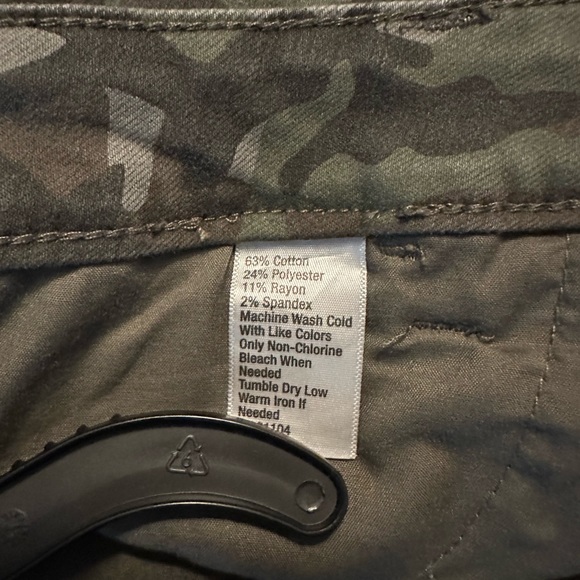 63% Cotton
24% Polyester
11% Rayon
2% Spandex
Machine Wash Cold
With Like Colors
Only Non-Chlorine
Bleach When
Needed
Tumble Dry Low
Warm Iron If
Needed
6